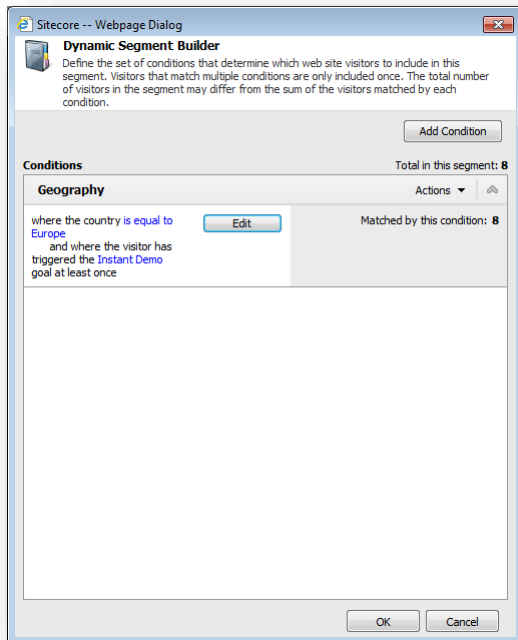 Sitecore -- Webpage Dialog
Dynamic Segment Builder
Define the set of conditions that determine which web site visitors to include in this
segment. Visitors that match multiple conditions are only included once. The total number
of visitors in the segment may differ from the sum of the visitors matched by each
condition.
Add Condition
Conditions Total in this segment: 8
Geography Actions
where the country is equal to Edit Matched by this condition: 8
Europe
and where the visitor has
triggered the Instant Demo
goal at least once
OK Cancel